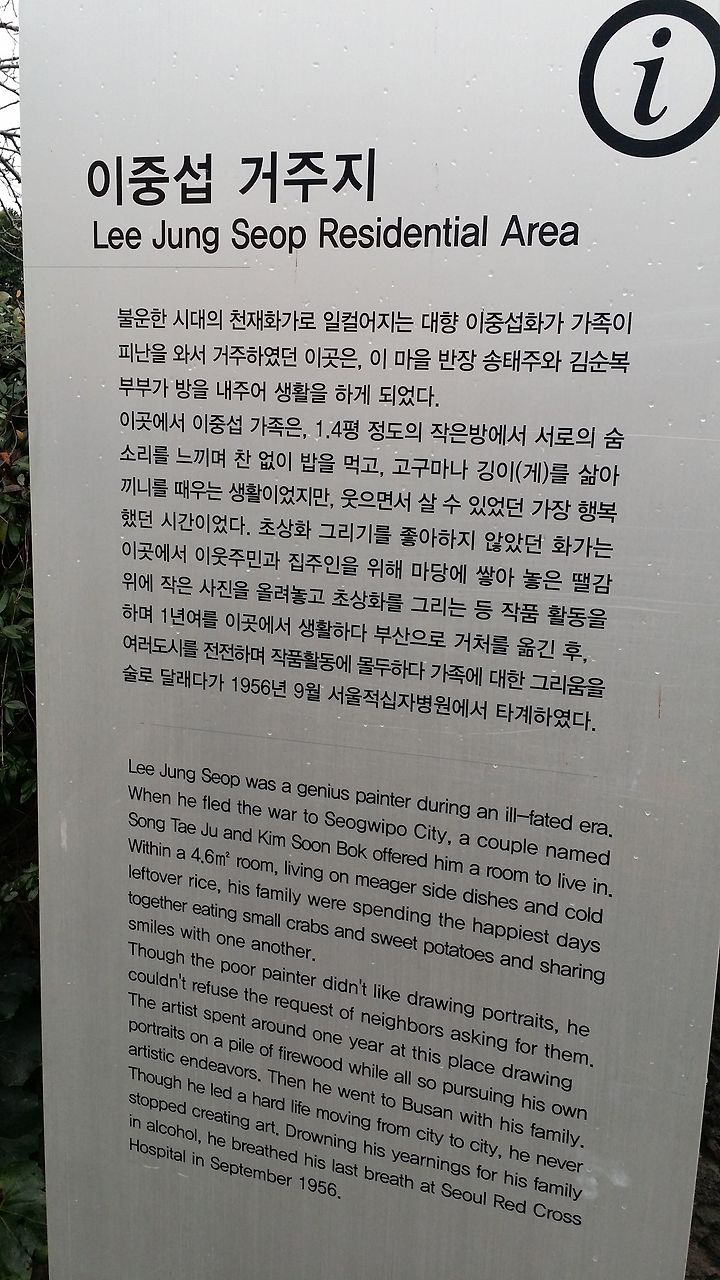 i
이중섭 거주지
Lee Jung Seop Residential Area
불운한 시대의 천재화가로 일컬어지는 대향 이중섭화가 가족이
피난을 와서 거주하였던 이곳은, 이 마을 반장 송태주와 김순복
부부가 방을 내주어 생활을 하게 되었다.
이곳에서 이중섭 가족은, 1.4평 정도의 작은방에서 서로의 숨
소리를 느끼며 찬 없이 밥을 먹고, 고구마나 깅이(게)를 삶아
끼니를 때우는 생활이었지만, 웃으면서 살 수 있었던 가장 행복
했던 시간이었다. 초상화 그리기를 좋아하지 않았던 화가는
이곳에서 이웃주민과 집주인을 위해 마당에 쌓아 놓은 땔감
위에 작은 사진을 올려놓고 초상화를 그리는 등 작품 활동을
하며 1년여를 이곳에서 생활하다 부산으로 거처를 옮긴 후,
여러도시를 전전하며 작품활동에 몰두하다 가족에 대한 그리움을
술로 달래다가 1956년 9월 서울적십자병원에서 타계하였다.
Lee Jung Seop was a genius painter during an ill-fated era.
When he fled the war to Seogwipo City, a couple named
Song Tae Ju and Kim Soon Bok offered him a room to live in.
Within a 4.6㎡ room, living on meager side dishes and cold
leftover rice, his family were spending the happiest days
together eating small crabs and sweet potatoes and sharing
smiles with one another.
Though the poor painter didn't like drawing portraits, he
couldn't refuse the request of neighbors asking for them.
The artist spent around one year at this place drawing
portraits on a pile of firewood while all so pursuing his own
artistic endeavors. Then he went to Busan with his family.
Though he led a hard life moving from city to city, he never
stopped creating art. Drowning his yearnings for his family
in alcohol, he breathed his last breath at Seoul Red Cross
Hospital in September 1956.